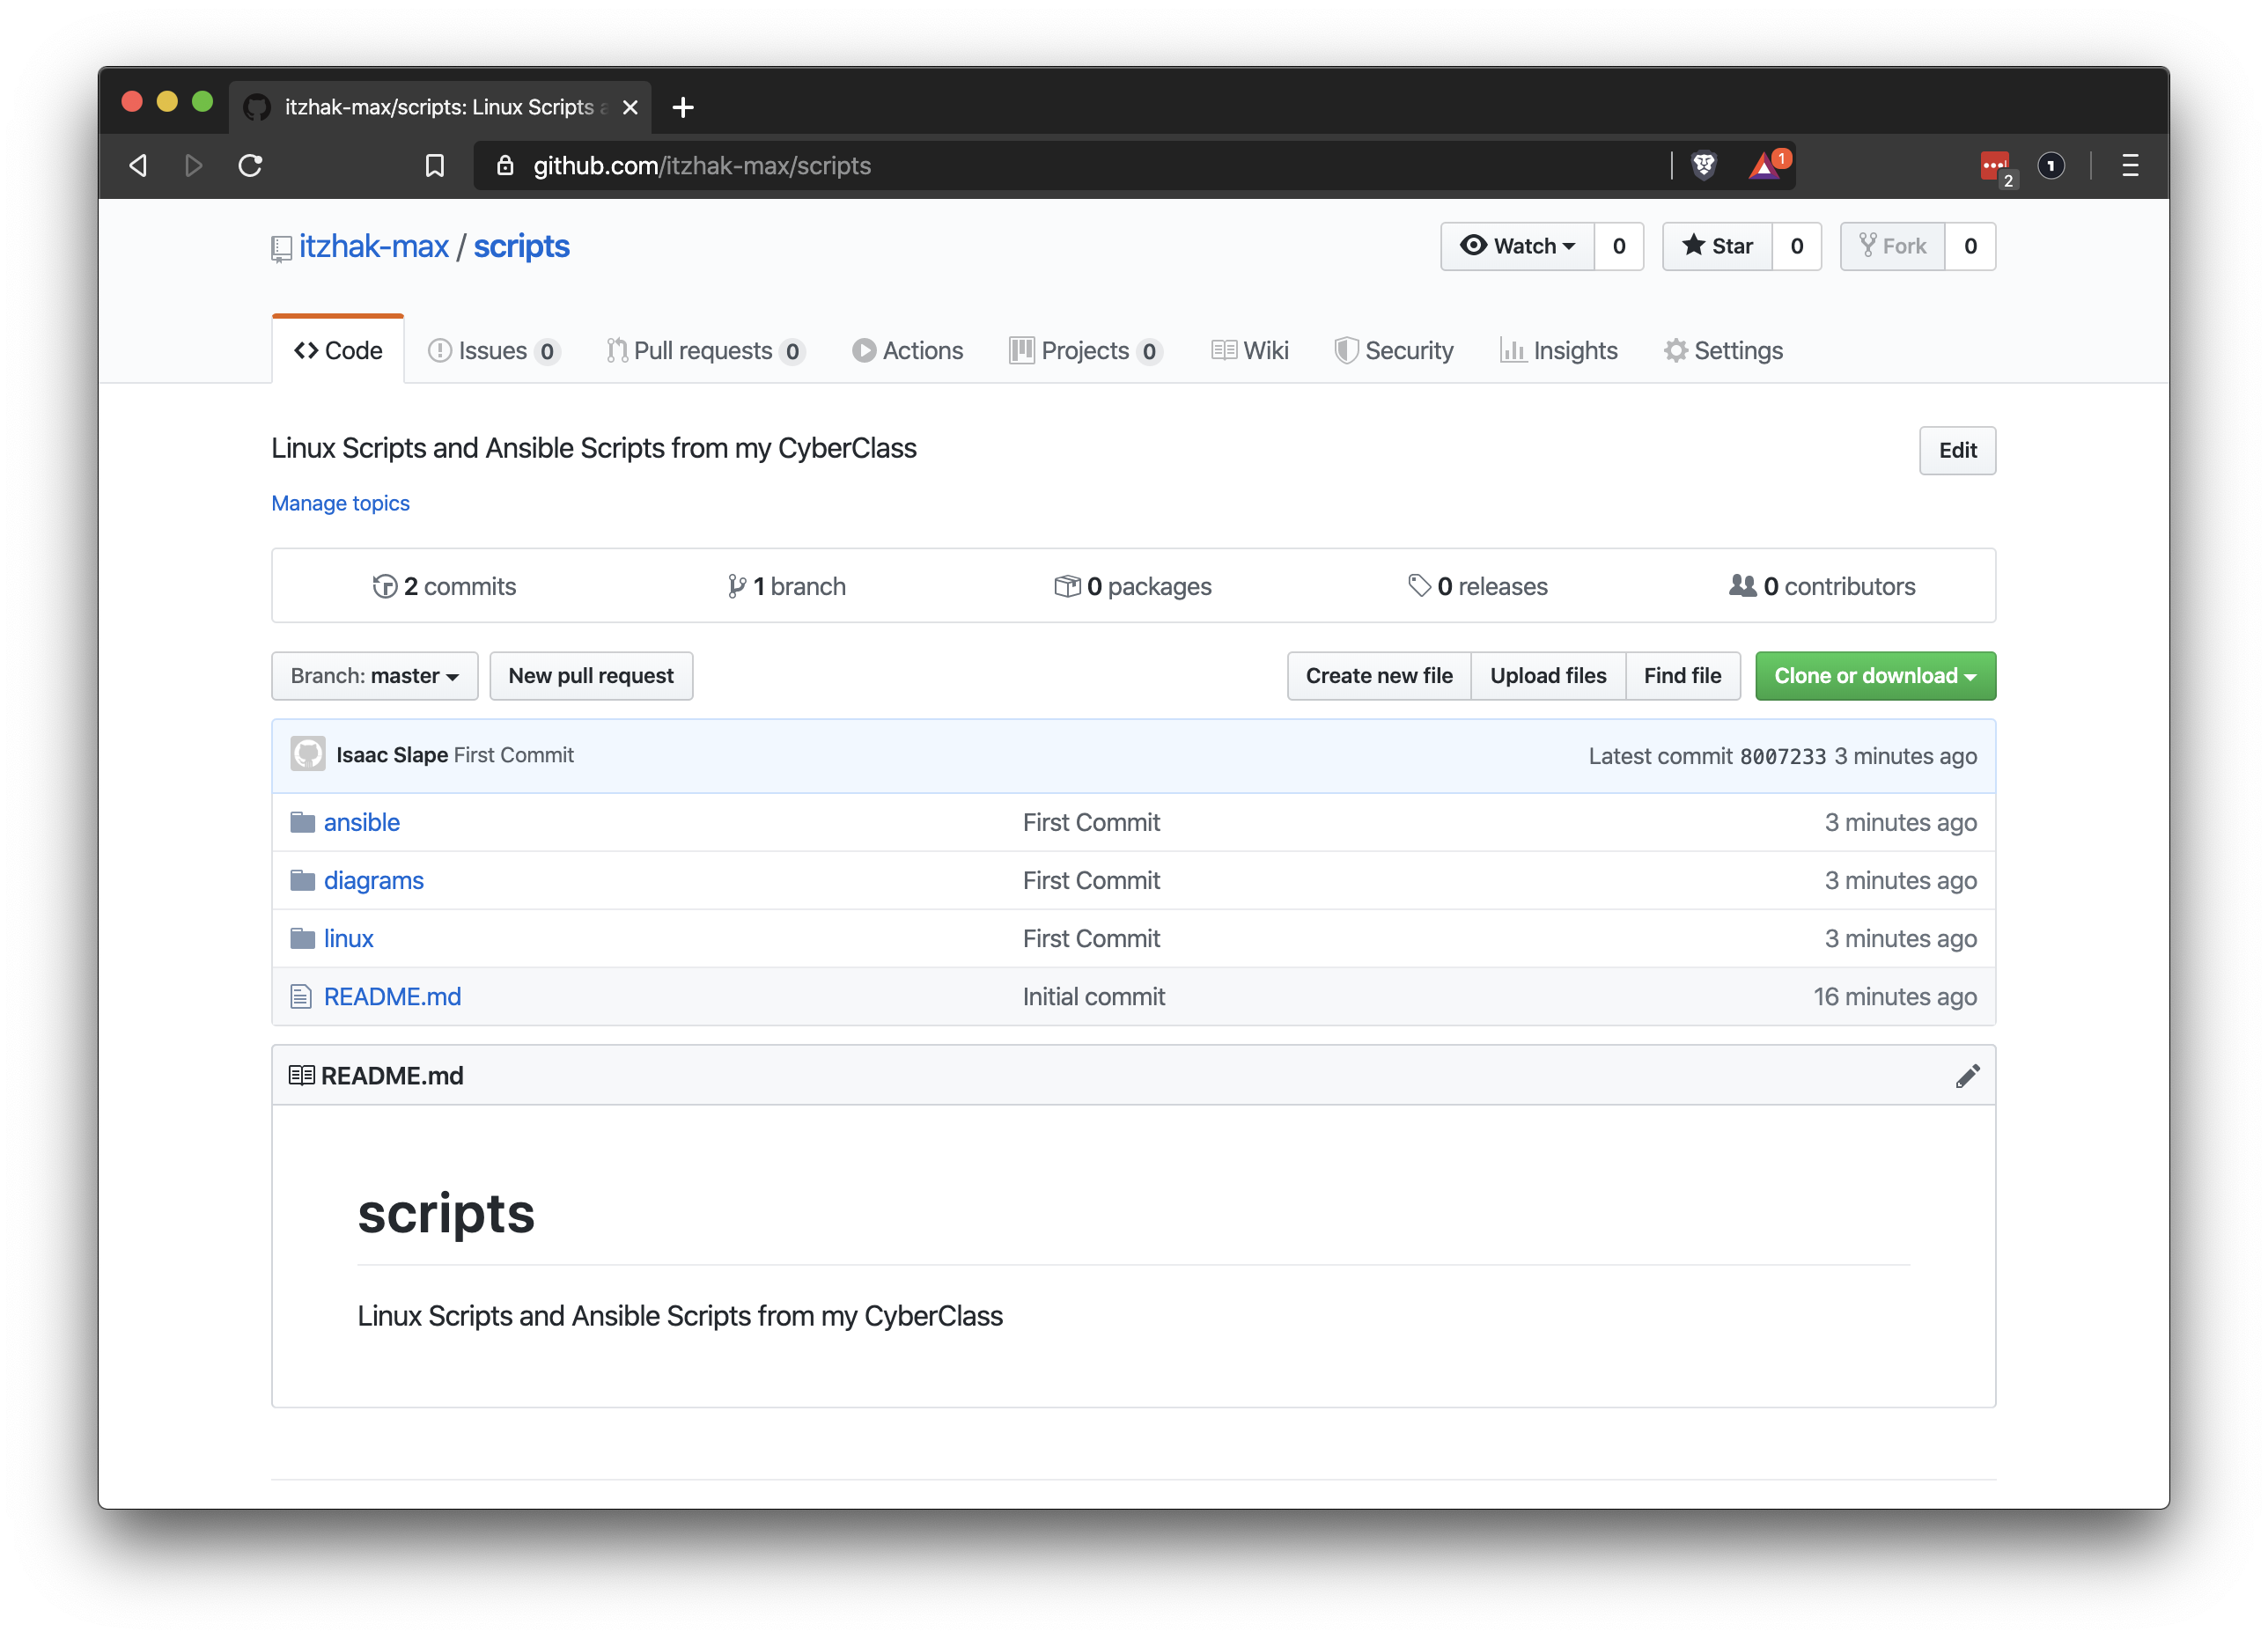 itzhak-max/scripts: Linux Scripts a
github.com/itzhak-max/scripts
1
2
1
itzhak-max / scripts
Watch 0 Star 0 Fork 0
Code Issues 0 Pull requests 0 Actions Projects 0 Wiki Security Insights Settings
Linux Scripts and Ansible Scripts from my CyberClass
Edit
Manage topics
2 commits 1 branch 0 packages 0 releases 0 contributors
Branch: master New pull request Create new file Upload files Find file Clone or download
Isaac Slape First Commit Latest commit 8007233 3 minutes ago
ansible First Commit 3 minutes ago
diagrams First Commit 3 minutes ago
linux First Commit 3 minutes ago
README.md Initial commit 16 minutes ago
README.md
scripts
Linux Scripts and Ansible Scripts from my CyberClass